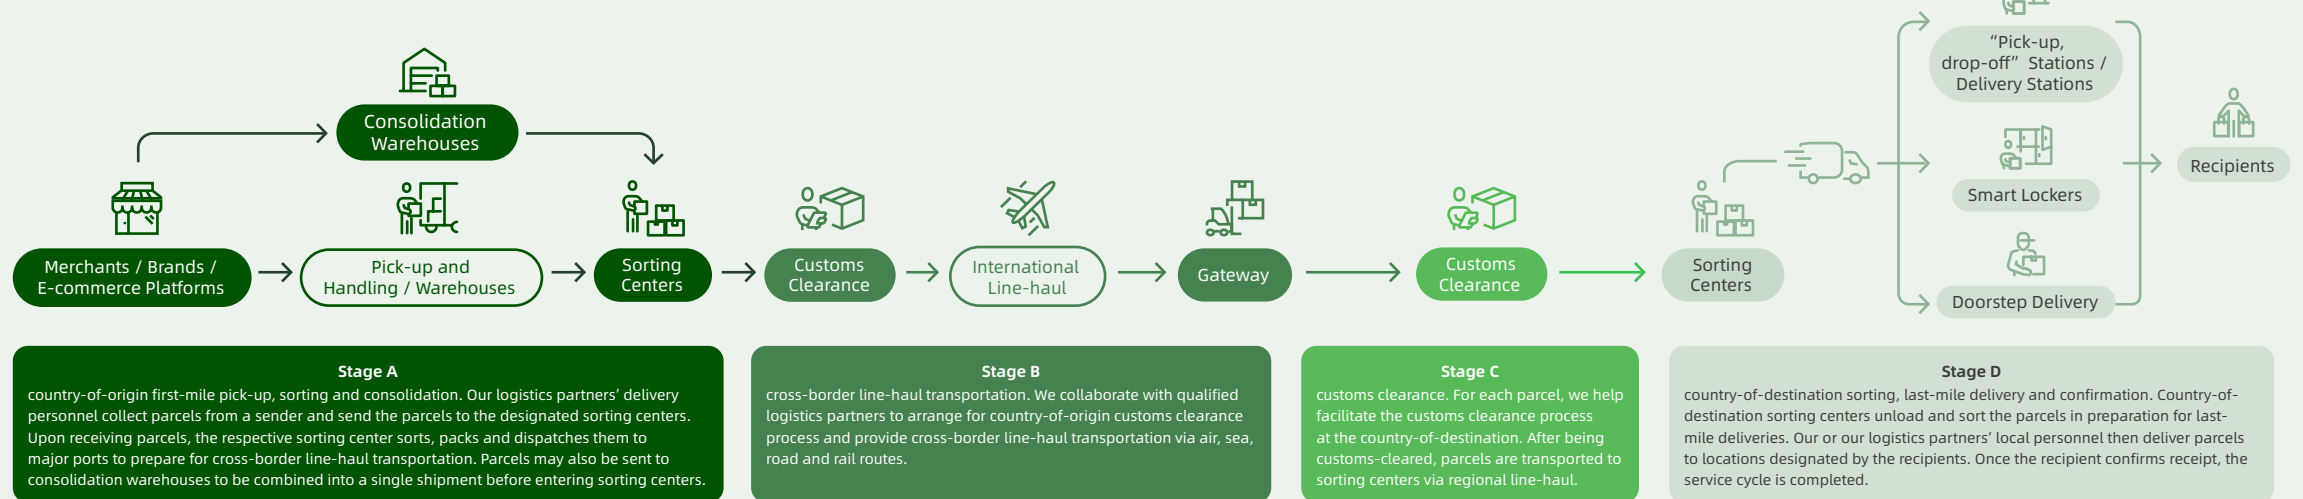 “Pick-up,
drop-off” Stations /
Delivery Stations
Consolidation
Warehouses
Recipients
Smart Lockers
Merchants / Brands /
E-commerce Platforms
Pick-up and
Handling / Warehouses
Sorting
Centers
Customs
Clearance
International
Line-haul
Gateway
Customs
Clearance
Sorting
Centers
Doorstep Delivery
Stage A
country-of-origin first-mile pick-up, sorting and consolidation. Our logistics partners’ delivery
personnel collect parcels from a sender and send the parcels to the designated sorting centers.
Upon receiving parcels, the respective sorting center sorts, packs and dispatches them to
major ports to prepare for cross-border line-haul transportation. Parcels may also be sent to
consolidation warehouses to be combined into a single shipment before entering sorting centers.
Stage B
cross-border line-haul transportation. We collaborate with qualified
logistics partners to arrange for country-of-origin customs clearance
process and provide cross-border line-haul transportation via air, sea,
road and rail routes.
Stage C
customs clearance. For each parcel, we help
facilitate the customs clearance process
at the country-of-destination. After being
customs-cleared, parcels are transported to
sorting centers via regional line-haul.
Stage D
country-of-destination sorting, last-mile delivery and confirmation. Country-of-
destination sorting centers unload and sort the parcels in preparation for last-
mile deliveries. Our or our logistics partners’ local personnel then deliver parcels
to locations designated by the recipients. Once the recipient confirms receipt, the
service cycle is completed.